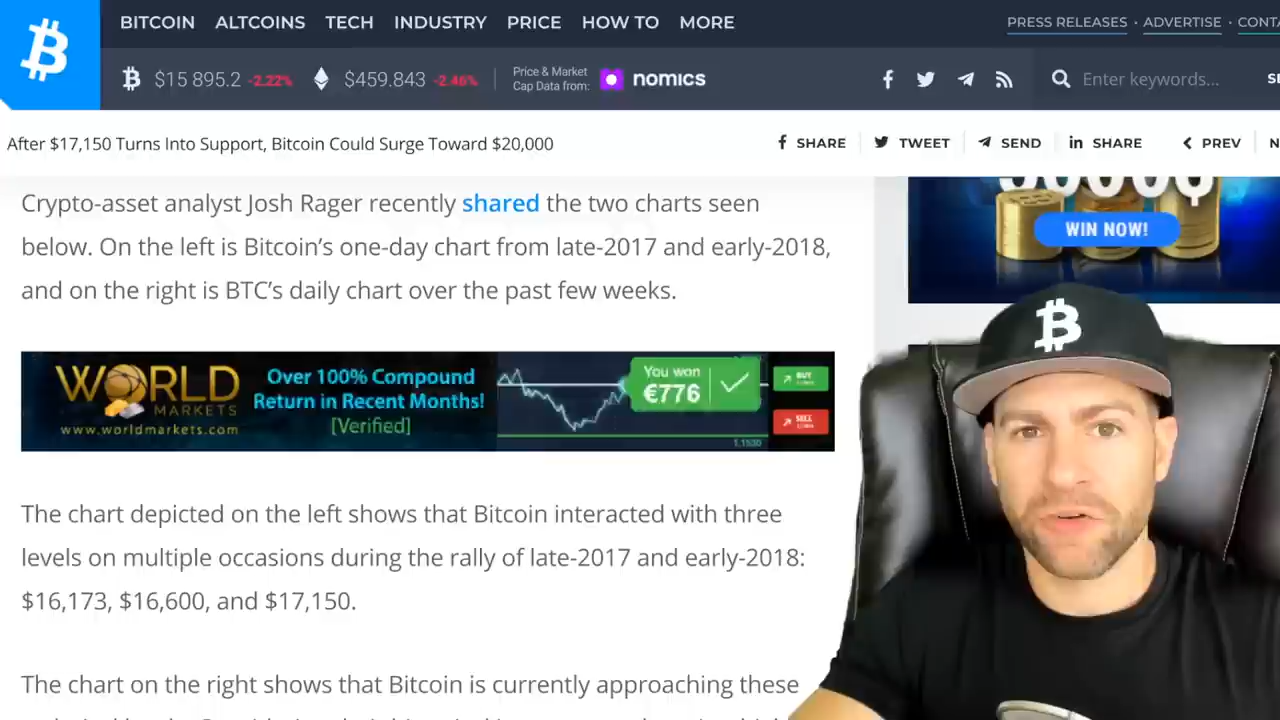 BITCOIN ALTCOINS TECH INDUSTRY PRICE HOW TO MORE
PRESS RELEASES · ADVERTISE ·
$15 895.2 -2.22% $459.843 -2.46% Price & Market
Cap Data from: nomics Enter keywords...
After $17,150 Turns Into Support, Bitcoin Could Surge Toward $20,000 SHARE TWEET SEND in SHARE PREV
Crypto-asset analyst Josh Rager recently shared the two charts seen
below. On the left is Bitcoin's one-day chart from late-2017 and early-2018,
and on the right is BTC's daily chart over the past few weeks.
WIN NOW!
WORLD
MARKETS
www.worldmarkets.com
Over 100% Compound
Return in Recent Months!
[Verified]
You won
€776
BUY
SELL
1.1530
The chart depicted on the left shows that Bitcoin interacted with three
levels on multiple occasions during the rally of late-2017 and early-2018:
$16,173, $16,600, and $17,150.
The chart on the right shows that Bitcoin is currently approaching these